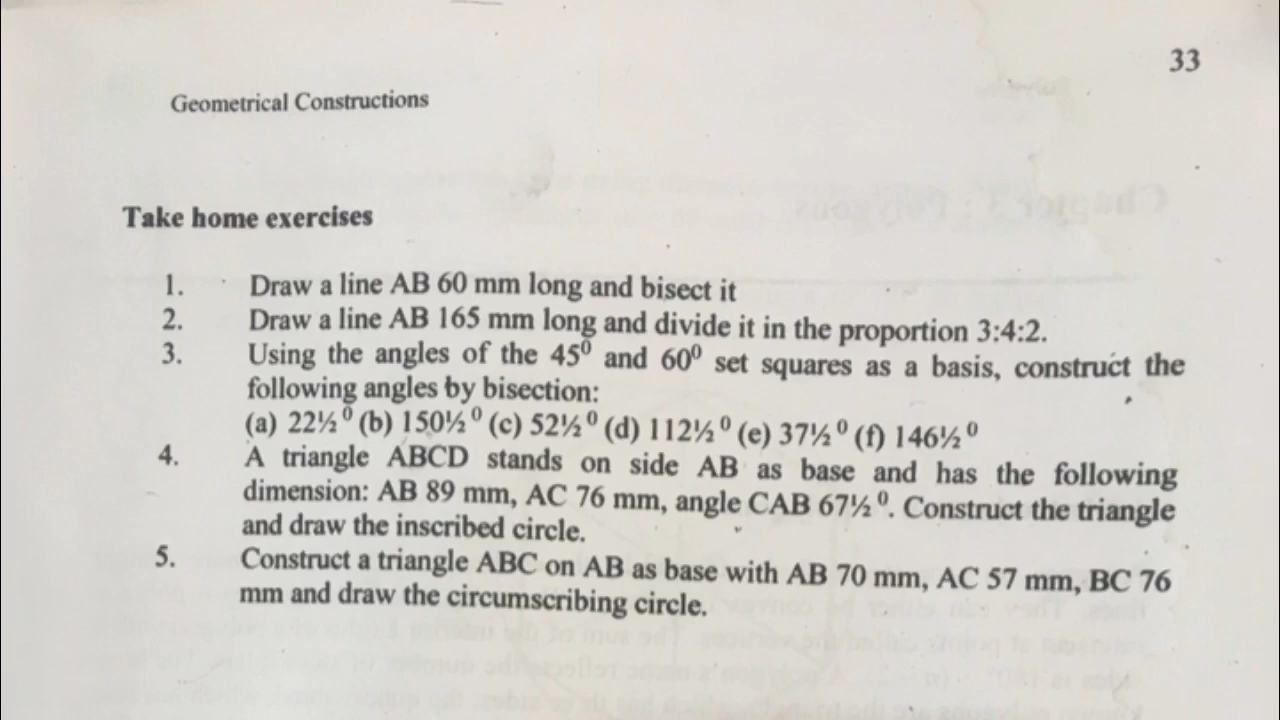 33
Geometrical Constructions
Take home exercises
1. Draw a line AB 60 mm long and bisect it
2. Draw a line AB 165 mm long and divide it in the proportion 3:4:2.
3. Using the angles of the 45⁰ and 60⁰ set squares as a basis, construct the
following angles by bisection:
(a) 22½⁰ (b) 150½⁰ (c) 52½⁰ (d) 112½⁰ (e) 37½⁰ (f) 146½⁰
4. A triangle ABCD stands on side AB as base and has the following
dimension: AB 89 mm, AC 76 mm, angle CAB 67½⁰. Construct the triangle
and draw the inscribed circle.
5. Construct a triangle ABC on AB as base with AB 70 mm, AC 57 mm, BC 76
mm and draw the circumscribing circle.